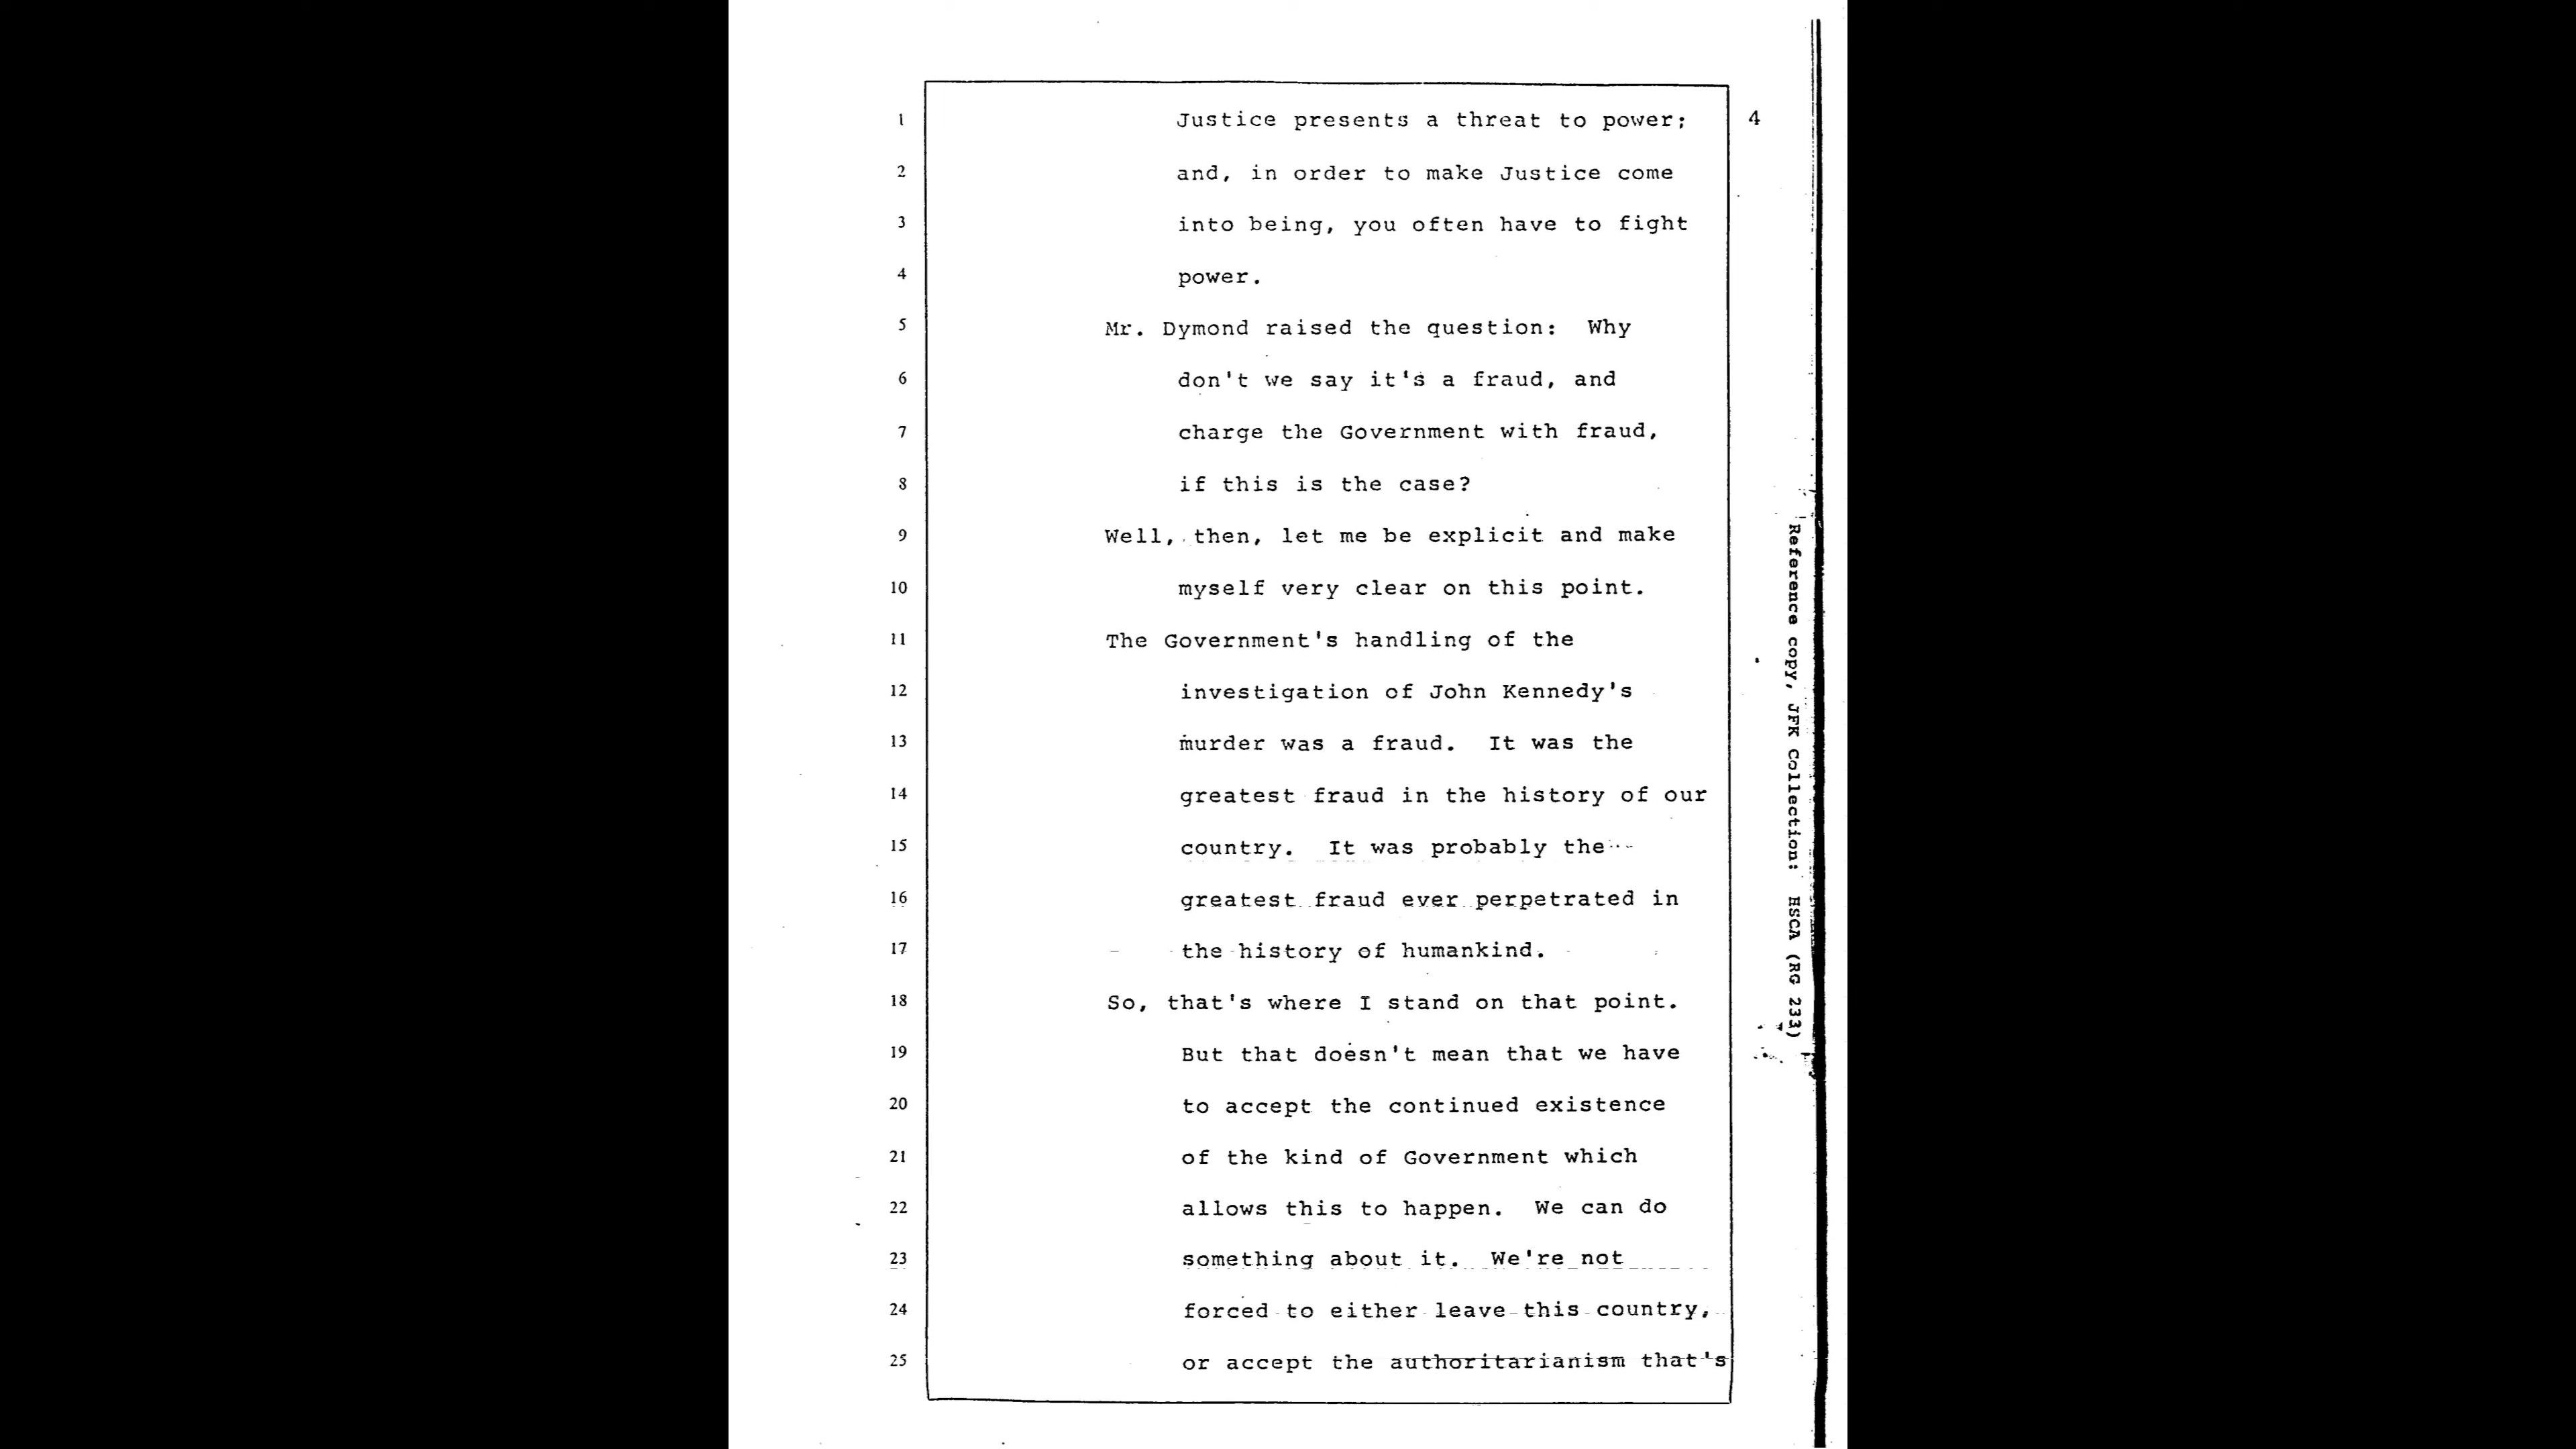 1 Justice presents a threat to power; 4
2 and, in order to make Justice come
3 into being, you often have to fight
4 power.
5 Mr. Dymond raised the question: Why
6 don't we say it's a fraud, and
7 charge the Government with fraud,
8 if this is the case?
9 Well, then, let me be explicit and make
10 myself very clear on this point.
11 The Government's handling of the
12 investigation of John Kennedy's
13 murder was a fraud. It was the
14 greatest fraud in the history of our
15 country. It was probably the
16 greatest fraud ever perpetrated in
17 the history of humankind.
18 So, that's where I stand on that point.
19 But that doesn't mean that we have
20 to accept the continued existence
21 of the kind of Government which
22 allows this to happen. We can do
23 something about it. We're not
24 forced to either leave this country,
25 or accept the authoritarianism that's
Reference copy, JFK Collection: HSCA (RG 233)